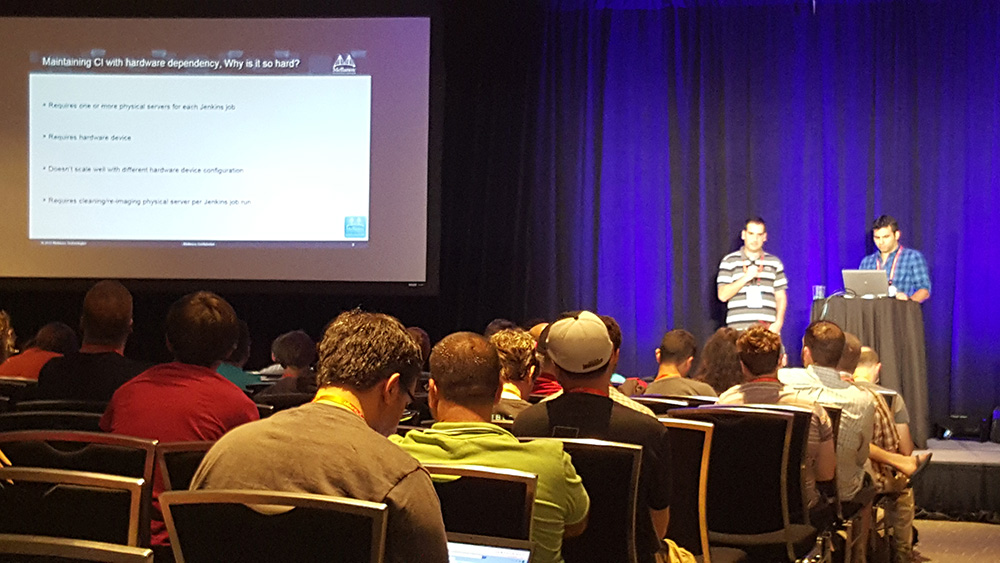 Maintaining CI with hardware dependency, Why is it so hard?
Mellanox
Requires one or more physical servers for each Jenkins job
Requires hardware device
Doesn't scale well with different hardware device configuration
Requires cleaning/re-imaging physical server per Jenkins job run